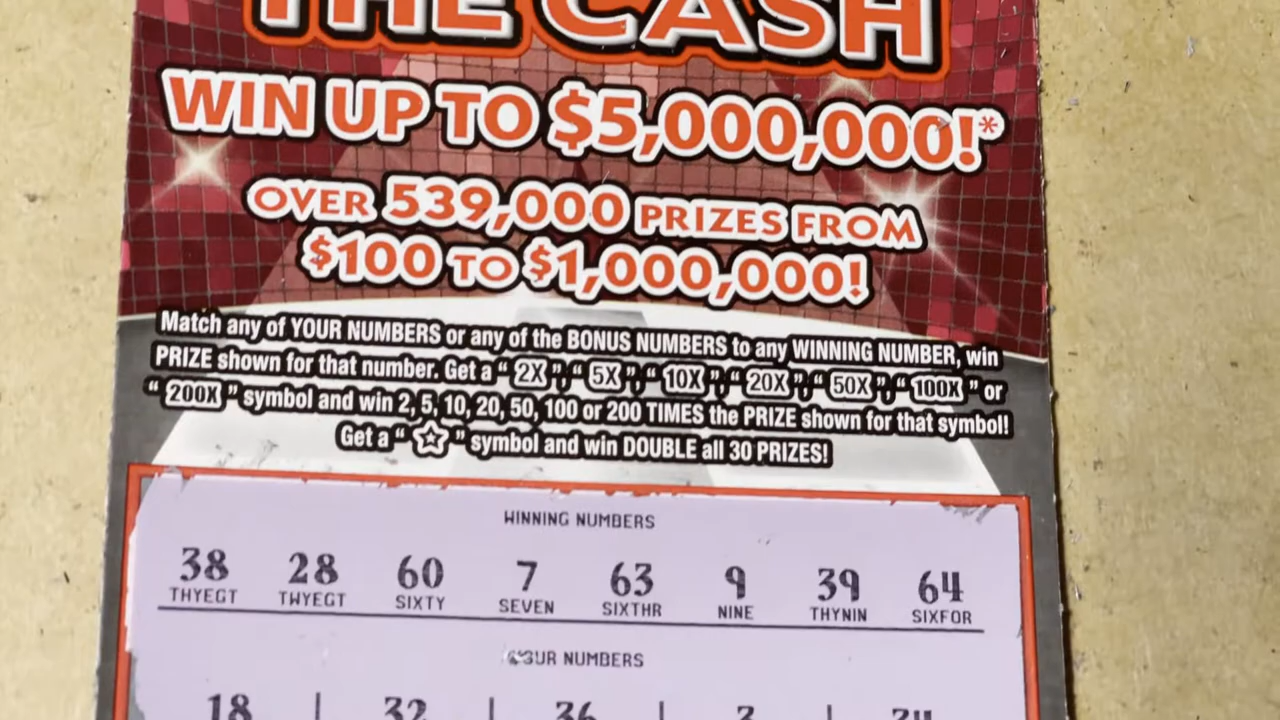 THE CASH
WIN UP TO $5,000,000!*
OVER 539,000 PRIZES FROM
$100 TO $1,000,000!
Match any of YOUR NUMBERS or any of the BONUS NUMBERS to any WINNING NUMBER, win
PRIZE shown for that number. Get a " 2X ", " 5X ", " 10X ", " 20X ", " 50X ", " 100X " or
" 200X " symbol and win 2, 5, 10, 20, 50, 100 or 200 TIMES the PRIZE shown for that symbol!
Get a " ☆ " symbol and win DOUBLE all 30 PRIZES!
WINNING NUMBERS
38 28 60 7 63 9 39 64
THYEGT TWYEGT SIXTY SEVEN SIXTHR NINE THYNIN SIXFOR
YOUR NUMBERS
18 32 36 3